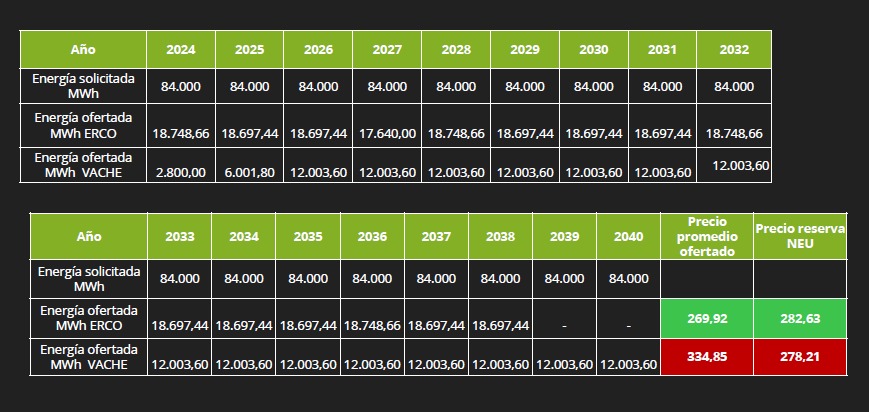 Año 2024 2025 2026 2027 2028 2029 2030 2031 2032
Energía solicitada
MWh 84.000 84.000 84.000 84.000 84.000 84.000 84.000 84.000 84.000
Energía ofertada
MWh ERCO 18.748,66 18.697,44 18.697,44 17.640,00 18.748,66 18.697,44 18.697,44 18.697,44 18.748,66
Energía ofertada
MWh VACHE 2.800,00 6.001,80 12.003,60 12.003,60 12.003,60 12.003,60 12.003,60 12.003,60 12.003,60
Año 2033 2034 2035 2036 2037 2038 2039 2040 Precio
promedio
ofertado Precio reserva
NEU
Energía solicitada
MWh 84.000 84.000 84.000 84.000 84.000 84.000 84.000 84.000
Energía ofertada
MWh ERCO 18.697,44 18.697,44 18.697,44 18.748,66 18.697,44 18.697,44 - - 269,92 282,63
Energía ofertada
MWh VACHE 12.003,60 12.003,60 12.003,60 12.003,60 12.003,60 12.003,60 12.003,60 12.003,60 334,85 278,21